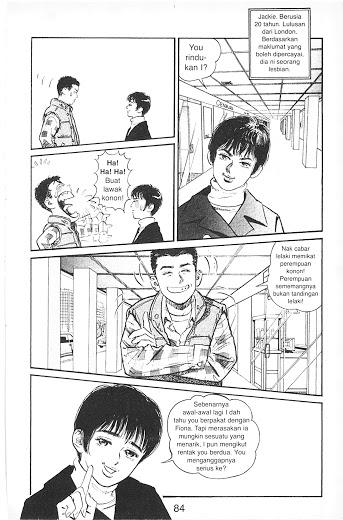 You
rindu-
kan I?
Jackie. Berusia
20 tahun. Lulusan
dari London.
Berdasarkan
maklumat yang
boleh dipercayai,
dia ni seorang
lesbian.
Ha!
Ha! Ha!
Buat
lawak
konon!
Nak cabar
lelaki memikat
perempuan
konon!
Perempuan
sememangnya
bukan tandingan
lelaki!
Sebenarnya
awal-awal lagi I dah
tahu you berpakat dengan
Fiona. Tapi merasakan ia
mungkin sesuatu yang
menarik, I pun mengikut
rentak you berdua. You
menganggapnya
serius ke?
84